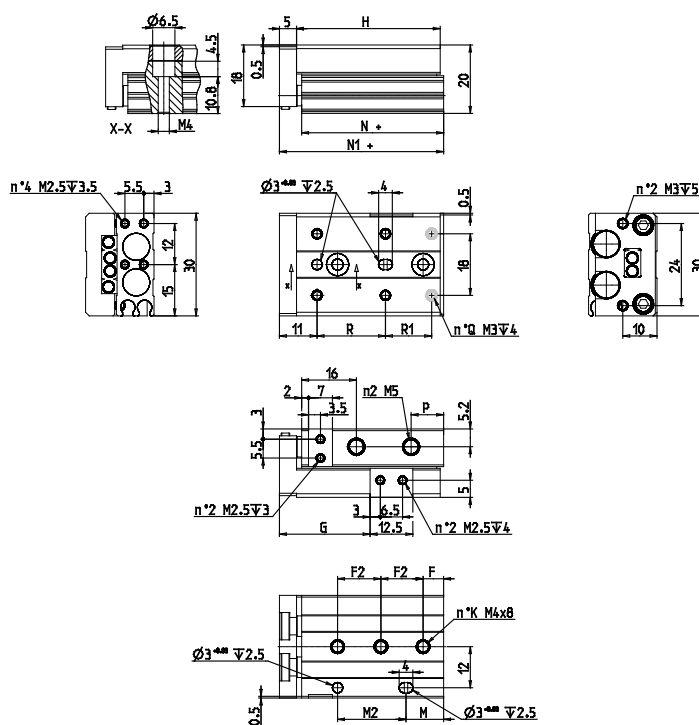 Ø6.5
5
H
4.5
10.8
18
0.5
20
X-X
M4
N +
N1 +
n°4 M2.5↧3.5
5.5
3
Ø3 ↧2.5
4
0.5
n°2 M3↧5
12
15
30
x
x
18
24
30
11
R
R1
n°Q M3↧4
10
16
2
7
3.5
n2 M5
P
5.2
3
5.5
n°2 M2.5↧3
3
6.5
5
n°2 M2.5↧4
G
12.5
F2
F2
F
n°K M4x8
Ø3 ↧2.5
4
12
0.5
M2
M
Ø3 ↧2.5